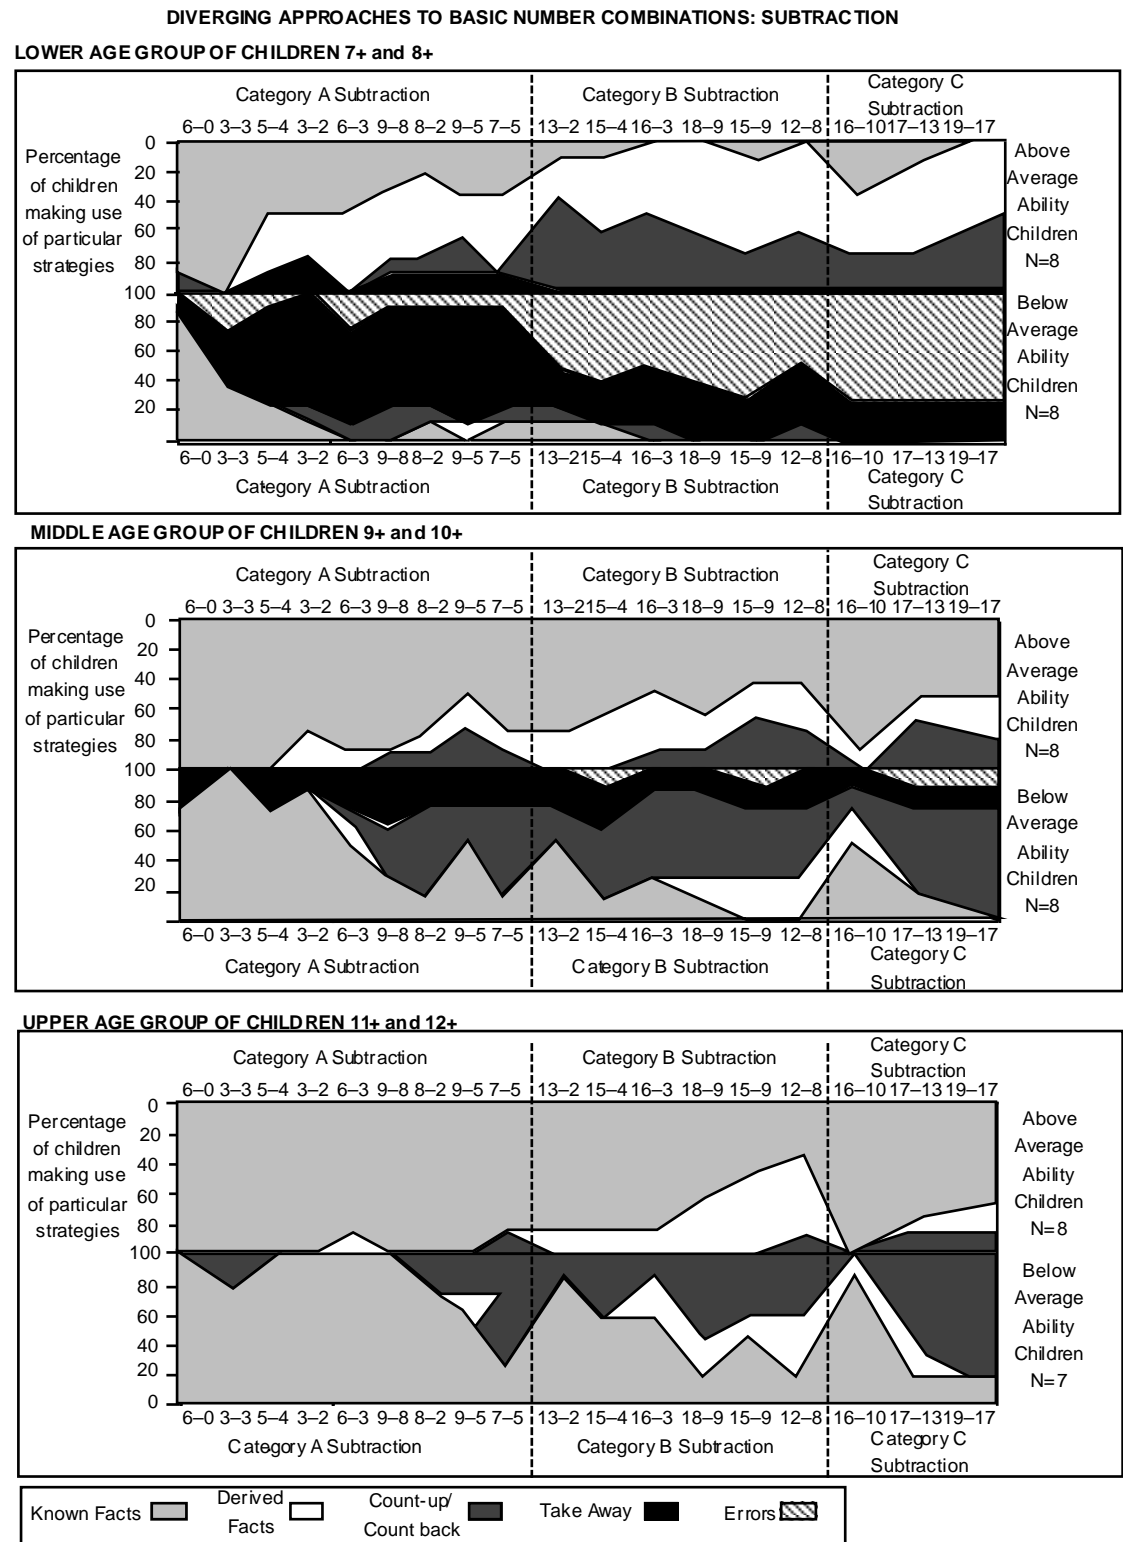 DIVERGING APPROACHES TO BASIC NUMBER COMBINATIONS: SUBTRACTION
LOWER AGE GROUP OF CHILDREN 7+ and 8+
Category A Subtraction
Category B Subtraction
Category C
Subtraction
6–0 3–3 5–4 3–2 6–3 9–8 8–2 9–5 7–5 13–2 15–4 16–3 18–9 15–9 12–8 16–10 17–13 19–17
Percentage
of children
making use
of particular
strategies
0
20
40
60
80
100
80
60
40
20
Above
Average
Ability
Children
N=8
Below
Average
Ability
Children
N=8
6–0 3–3 5–4 3–2 6–3 9–8 8–2 9–5 7–5 13–2 15–4 16–3 18–9 15–9 12–8 16–10 17–13 19–17
Category A Subtraction
Category B Subtraction
Category C
Subtraction
MIDDLE AGE GROUP OF CHILDREN 9+ and 10+
Category A Subtraction
Category B Subtraction
Category C
Subtraction
6–0 3–3 5–4 3–2 6–3 9–8 8–2 9–5 7–5 13–2 15–4 16–3 18–9 15–9 12–8 16–10 17–13 19–17
Percentage
of children
making use
of particular
strategies
0
20
40
60
80
100
80
60
40
20
Above
Average
Ability
Children
N=8
Below
Average
Ability
Children
N=8
6–0 3–3 5–4 3–2 6–3 9–8 8–2 9–5 7–5 13–2 15–4 16–3 18–9 15–9 12–8 16–10 17–13 19–17
Category A Subtraction
Category B Subtraction
Category C
Subtraction
UPPER AGE GROUP OF CHILDREN 11+ and 12+
Category A Subtraction
Category B Subtraction
Category C
Subtraction
6–0 3–3 5–4 3–2 6–3 9–8 8–2 9–5 7–5 13–2 15–4 16–3 18–9 15–9 12–8 16–10 17–13 19–17
Percentage
of children
making use
of particular
strategies
0
20
40
60
80
100
80
60
40
20
0
Above
Average
Ability
Children
N=8
Below
Average
Ability
Children
N=7
6–0 3–3 5–4 3–2 6–3 9–8 8–2 9–5 7–5 13–2 15–4 16–3 18–9 15–9 12–8 16–10 17–13 19–17
Category A Subtraction
Category B Subtraction
Category C
Subtraction
Known Facts
Derived
Facts
Count-up/
Count back
Take Away
Errors